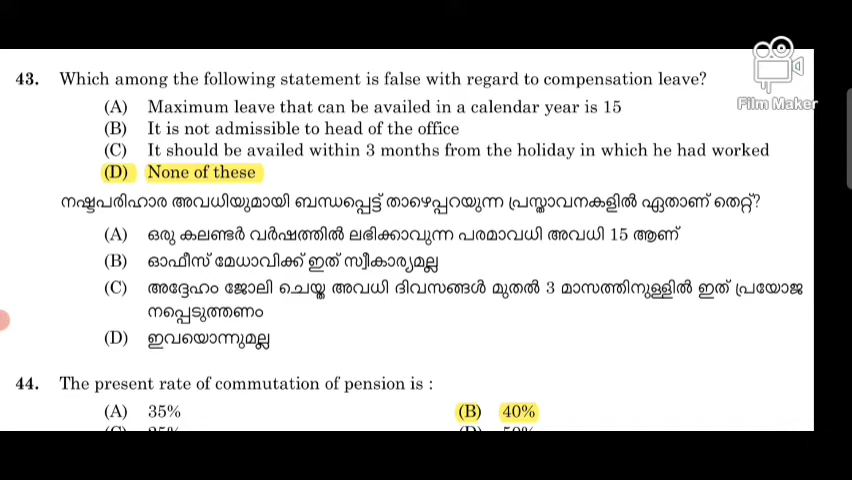 Film Maker
43. Which among the following statement is false with regard to compensation leave?
(A) Maximum leave that can be availed in a calendar year is 15
(B) It is not admissible to head of the office
(C) It should be availed within 3 months from the holiday in which he had worked
(D) None of these
നഷ്ടപരിഹാര അവധിയുമായി ബന്ധപ്പെട്ട് താഴെപ്പറയുന്ന പ്രസ്താവനകളിൽ ഏതാണ് തെറ്റ്?
(A) ഒരു കലണ്ടർ വർഷത്തിൽ ലഭിക്കാവുന്ന പരമാവധി അവധി 15 ആണ്
(B) ഓഫീസ് മേധാവിക്ക് ഇത് സ്വീകാര്യമല്ല
(C) അദ്ദേഹം ജോലി ചെയ്ത അവധി ദിവസങ്ങൾ മുതൽ 3 മാസത്തിനുള്ളിൽ ഇത് പ്രയോജ
നപ്പെടുത്തണം
(D) ഇവയൊന്നുമല്ല
44. The present rate of commutation of pension is :
(A) 35% (B) 40%